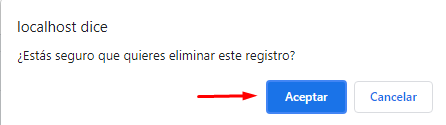 localhost dice
¿Estás seguro que quieres eliminar este registro?
Aceptar
Cancelar